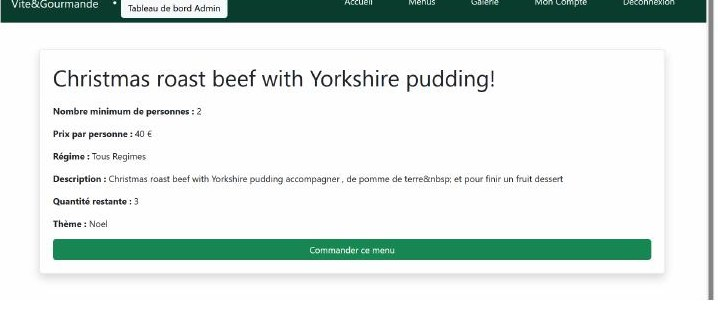 Vite&Gourmande • Tableau de bord Admin Accueil Menus Galerie Mon Compte Déconnexion
Christmas roast beef with Yorkshire pudding!
Nombre minimum de personnes : 2
Prix par personne : 40 €
Régime : Tous Regimes
Description : Christmas roast beef with Yorkshire pudding accompagner , de pomme de terre&nbsp; et pour finir un fruit dessert
Quantité restante : 3
Thème : Noel
Commander ce menu